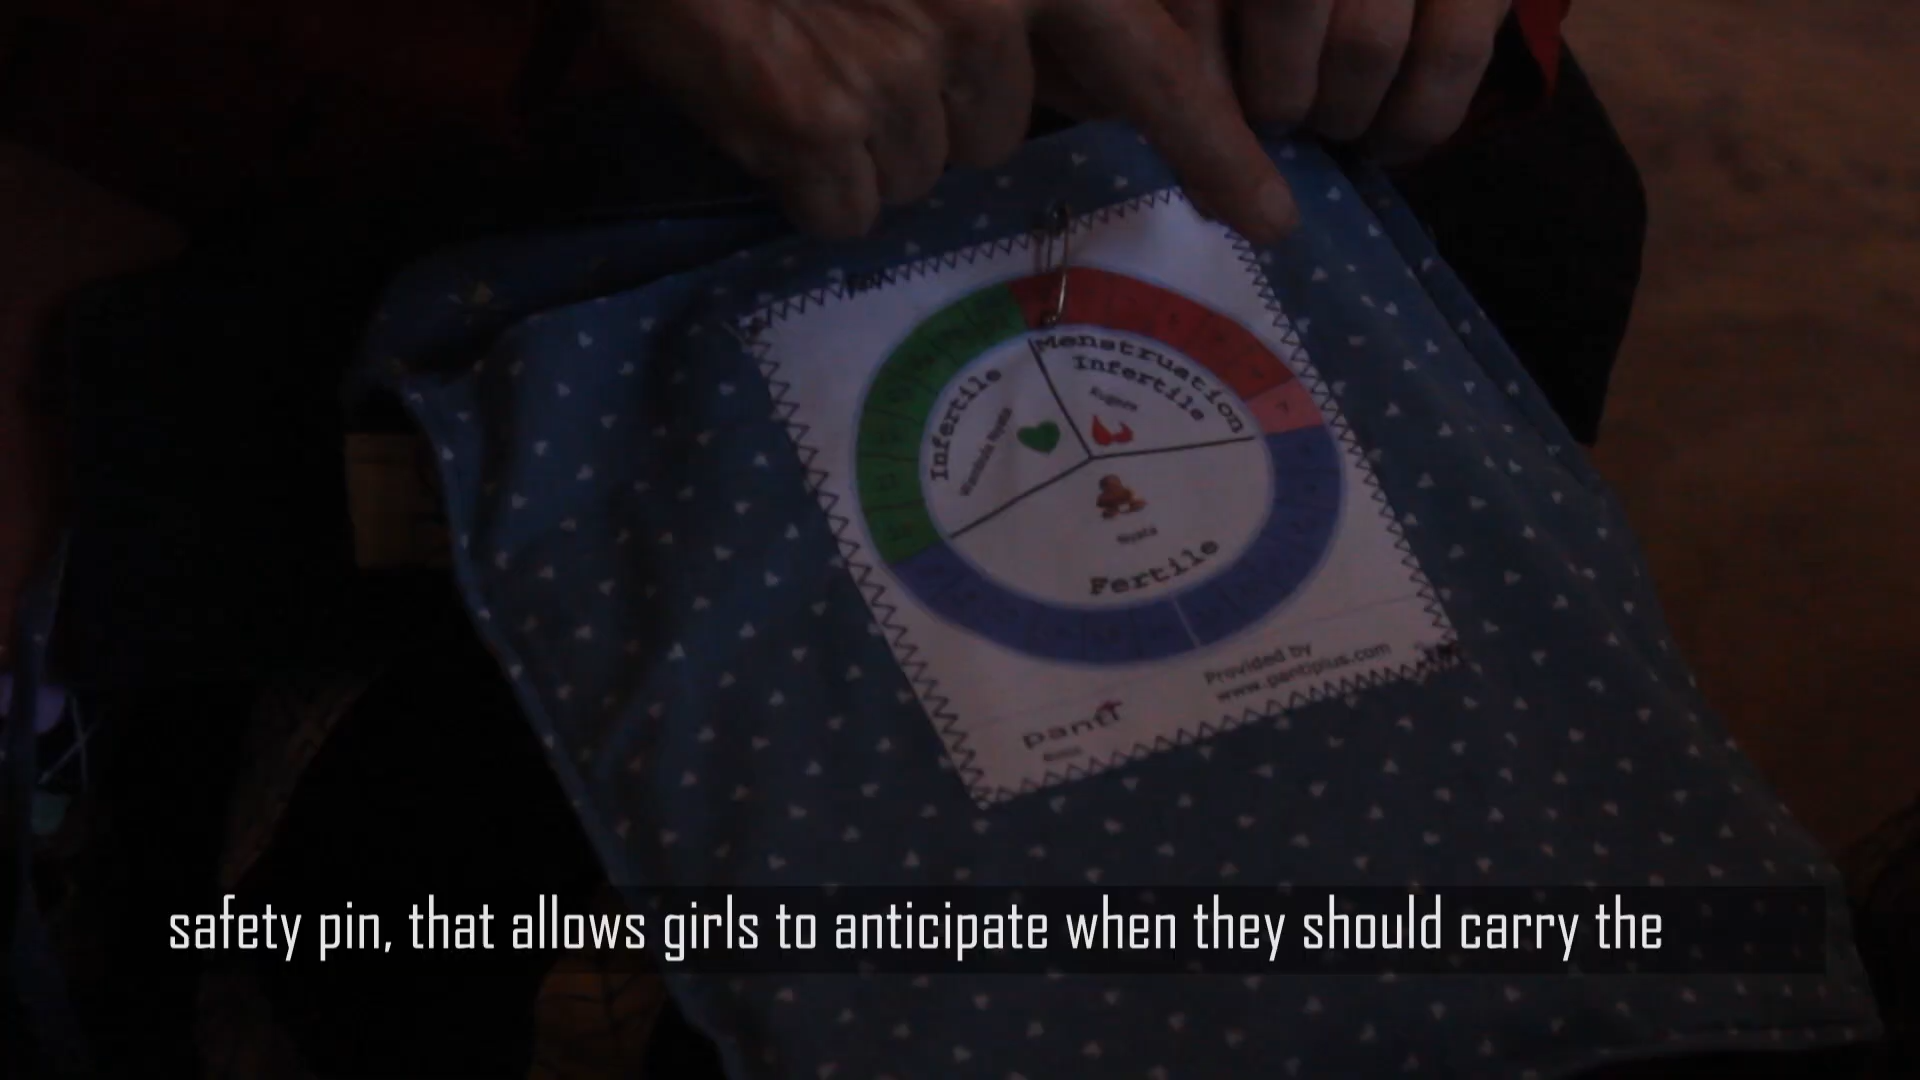 Menstruation
Infertile
Infertile
Fertile
Provided by
www.pantiplus.com
panti
safety pin, that allows girls to anticipate when they should carry the